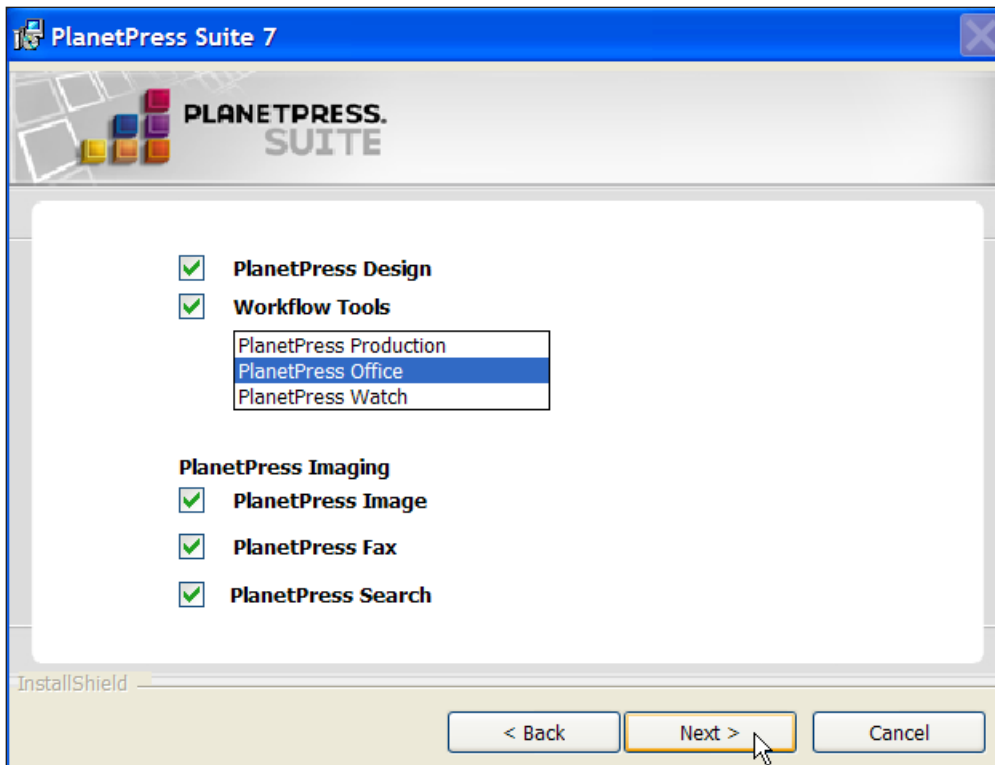 PlanetPress Suite 7
PLANETPRESS.
SUITE
PlanetPress Design
Workflow Tools
PlanetPress Production
PlanetPress Office
PlanetPress Watch
PlanetPress Imaging
PlanetPress Image
PlanetPress Fax
PlanetPress Search
InstallShield
< Back
Next >
Cancel